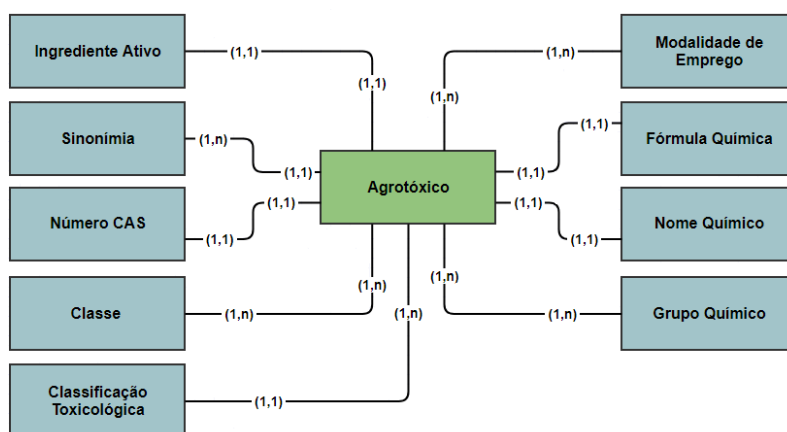 Ingrediente Ativo
(1,1)
(1,1)
(1,n)
(1,n)
Modalidade de
Emprego
Sinonímia
(1,n)
(1,1)
Agrotóxico
(1,1)
(1,1)
Fórmula Química
Número CAS
(1,1)
(1,1)
(1,1)
(1,1)
Nome Químico
Classe
(1,n)
(1,n)
(1,n)
(1,n)
(1,n)
Grupo Químico
Classificação
Toxicológica
(1,1)